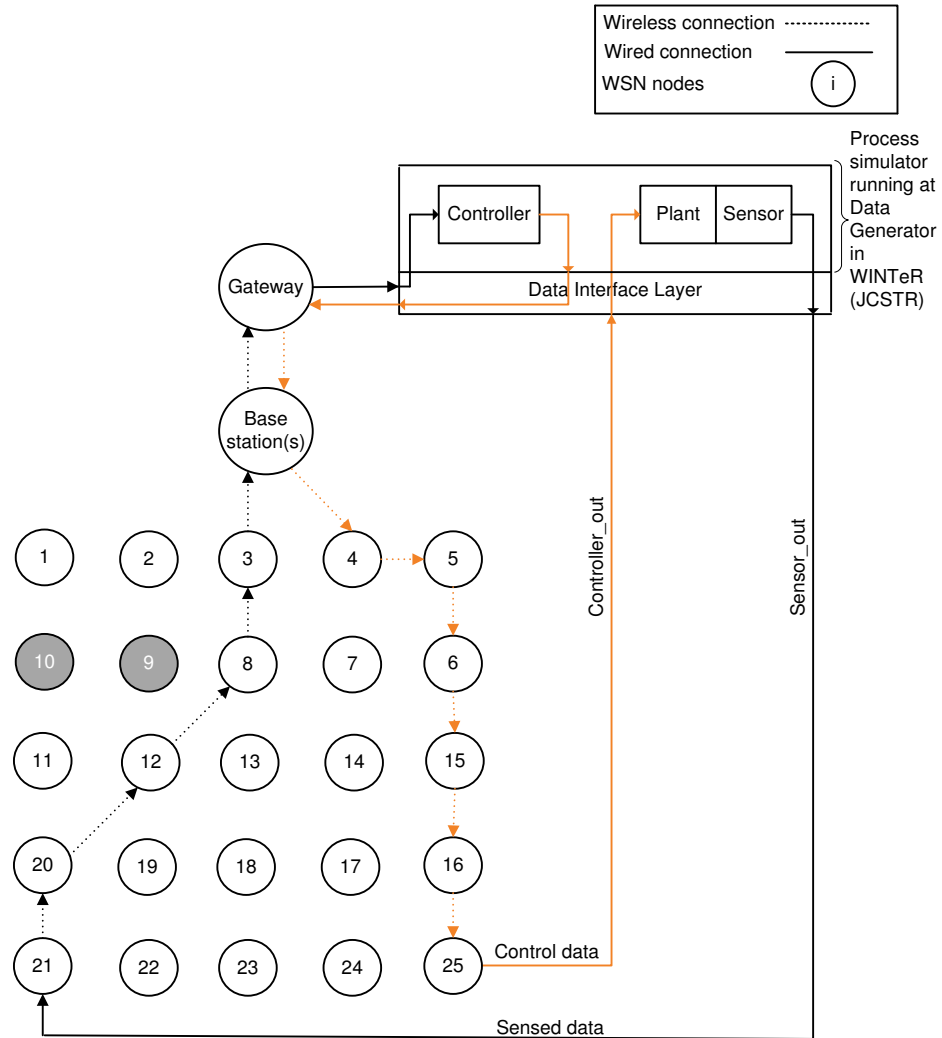 Wireless connection
Wired connection
WSN nodes
i
Process
simulator
running at
Data
Generator
in
WINTeR
(JCSTR)
Controller
Plant
Sensor
Gateway
Data Interface Layer
Base
station(s)
Controller_out
Sensor_out
1
2
3
4
5
10
9
8
7
6
11
12
13
14
15
20
19
18
17
16
21
22
23
24
25
Control data
Sensed data